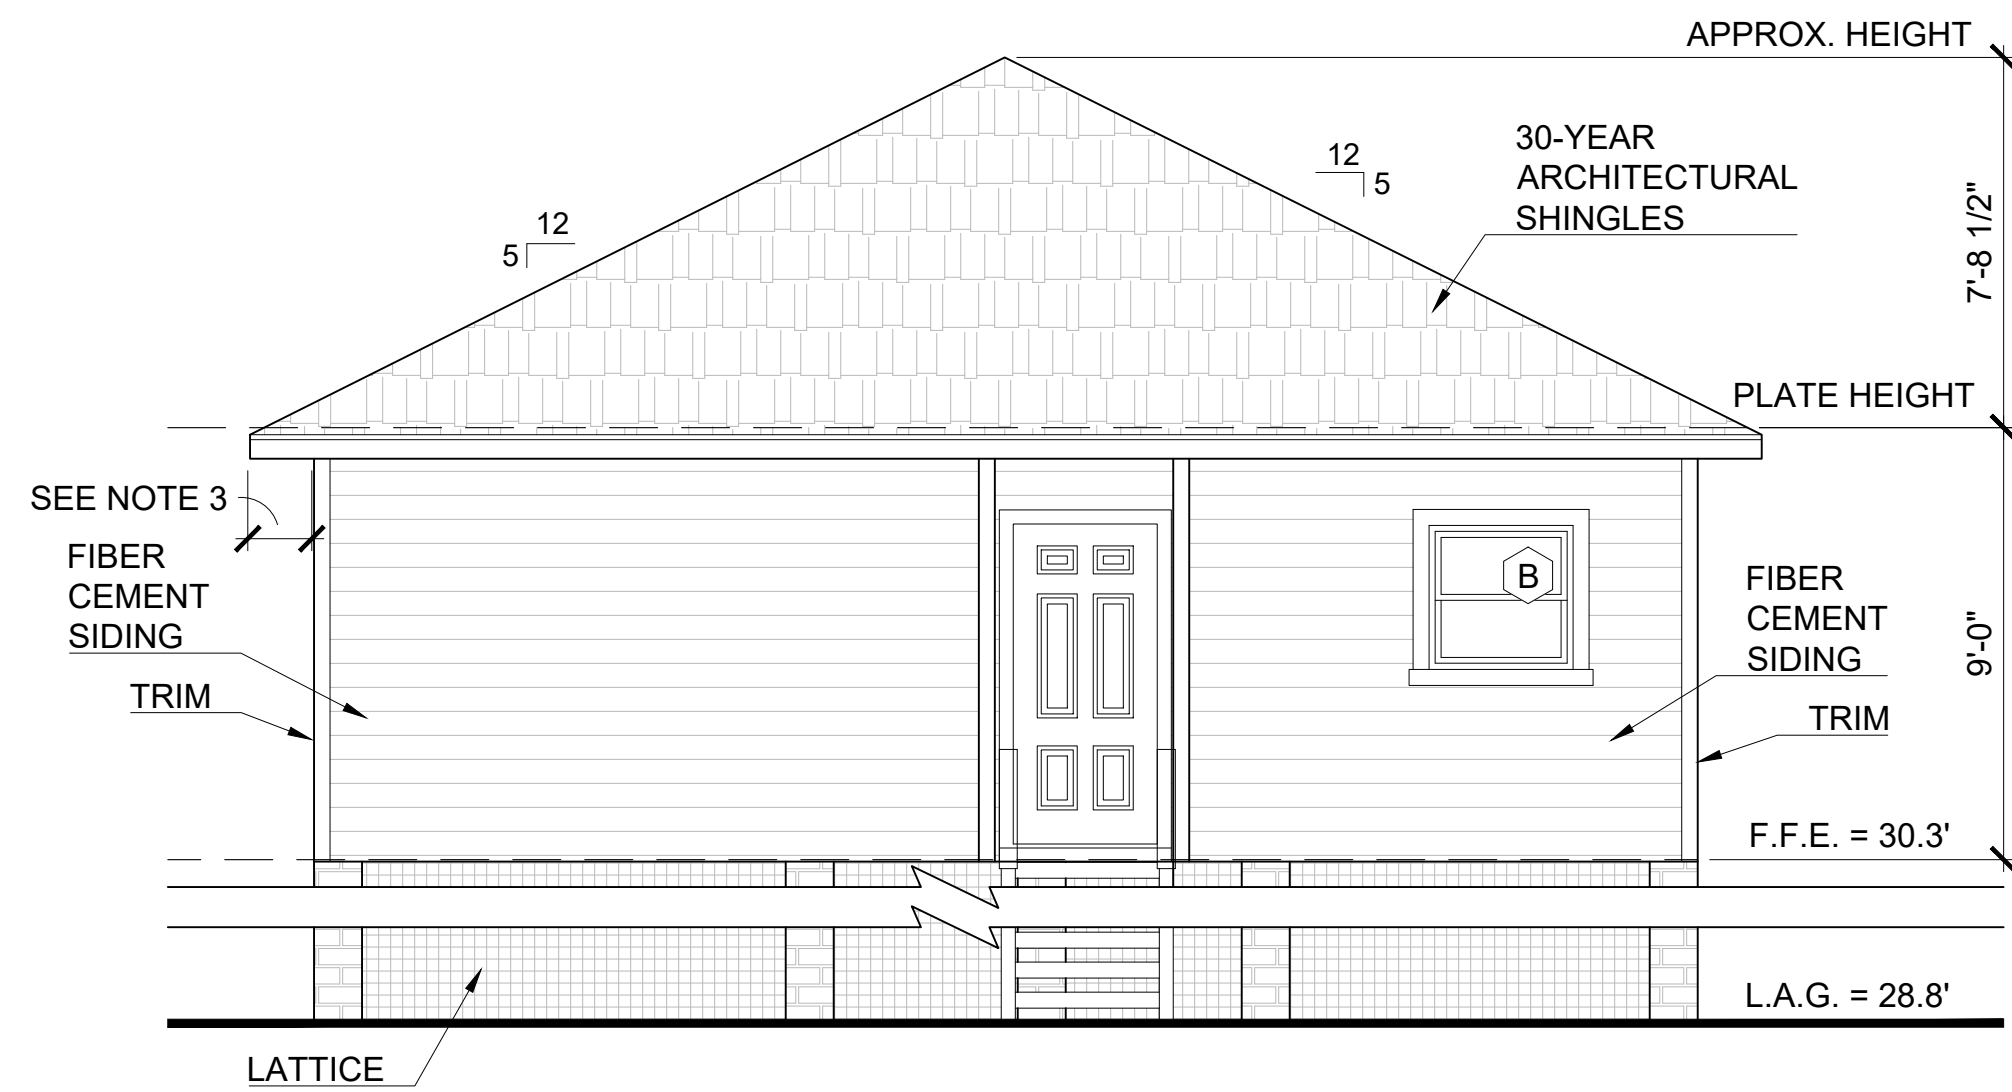 APPROX. HEIGHT
30-YEAR
ARCHITECTURAL
SHINGLES
12
5
12
5
7'-8 1/2"
PLATE HEIGHT
SEE NOTE 3
FIBER
CEMENT
SIDING
TRIM
B
FIBER
CEMENT
SIDING
TRIM
9'-0"
F.F.E. = 30.3'
L.A.G. = 28.8'
LATTICE